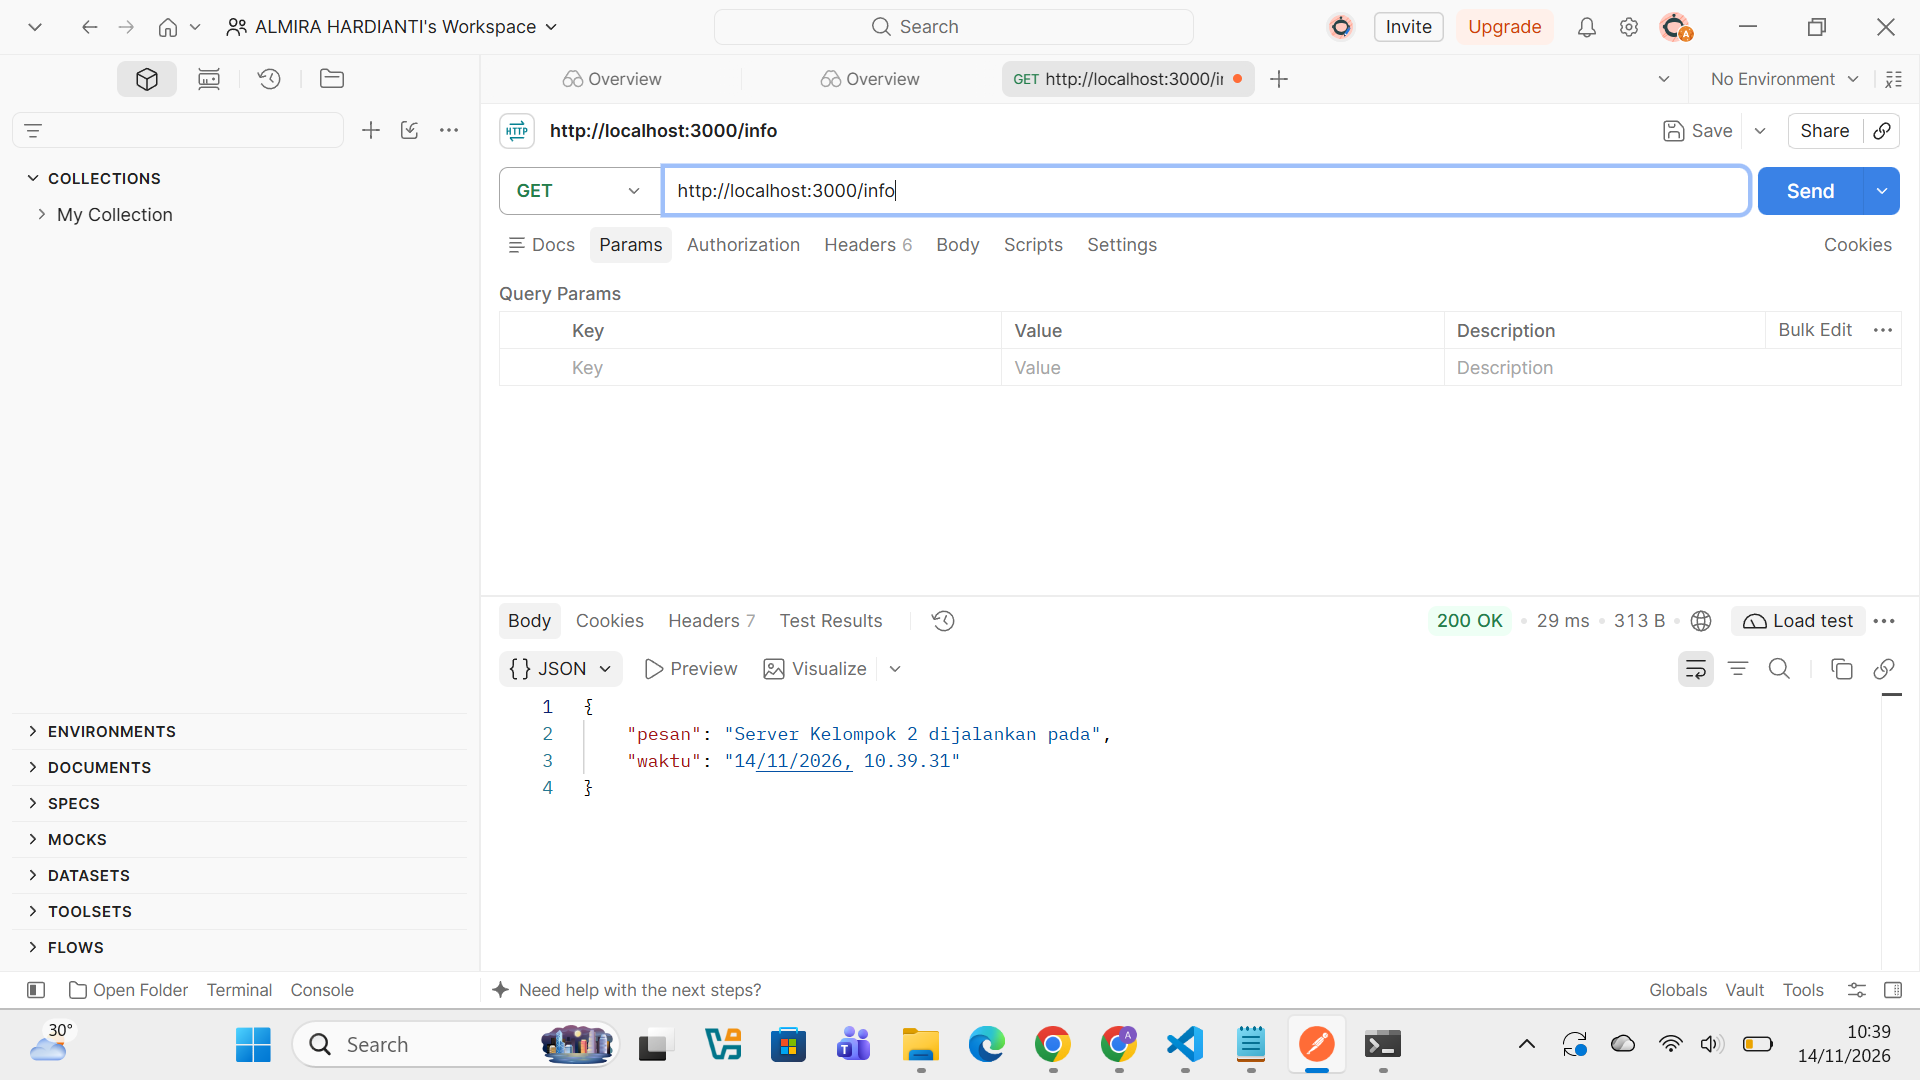 ALMIRA HARDIANTI's Workspace
Search
Invite
Upgrade
A
Overview
Overview
GET http://localhost:3000/ir
No Environment
HTTP http://localhost:3000/info
Save
Share
GET
http://localhost:3000/info
Send
COLLECTIONS
My Collection
Docs
Params
Authorization
Headers 6
Body
Scripts
Settings
Cookies
Query Params
Key Value Description Bulk Edit
Key Value Description
Body
Cookies
Headers 7
Test Results
200 OK • 29 ms • 313 B
Load test
{ } JSON
Preview
Visualize
1 {
2 "pesan": "Server Kelompok 2 dijalankan pada",
3 "waktu": "14/11/2026, 10.39.31"
4 }
ENVIRONMENTS
DOCUMENTS
SPECS
MOCKS
DATASETS
TOOLSETS
FLOWS
Open Folder
Terminal
Console
Need help with the next steps?
Globals
Vault
Tools
30°
Search
T
A
10:39
14/11/2026